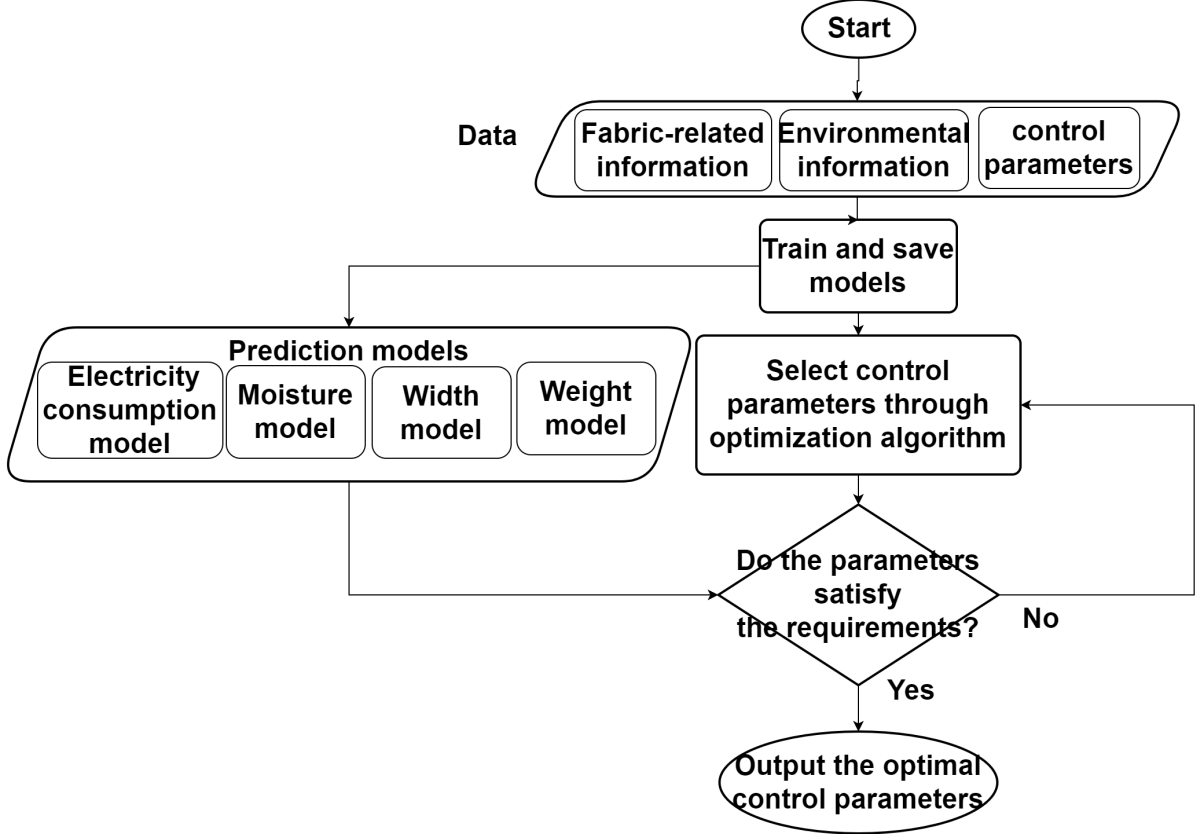 Start
Data
Fabric-related
information
Environmental
information
control
parameters
Train and save
models
Prediction models
Electricity
consumption
model
Moisture
model
Width
model
Weight
model
Select control
parameters through
optimization algorithm
Do the parameters
satisfy
the requirements?
No
Yes
Output the optimal
control parameters